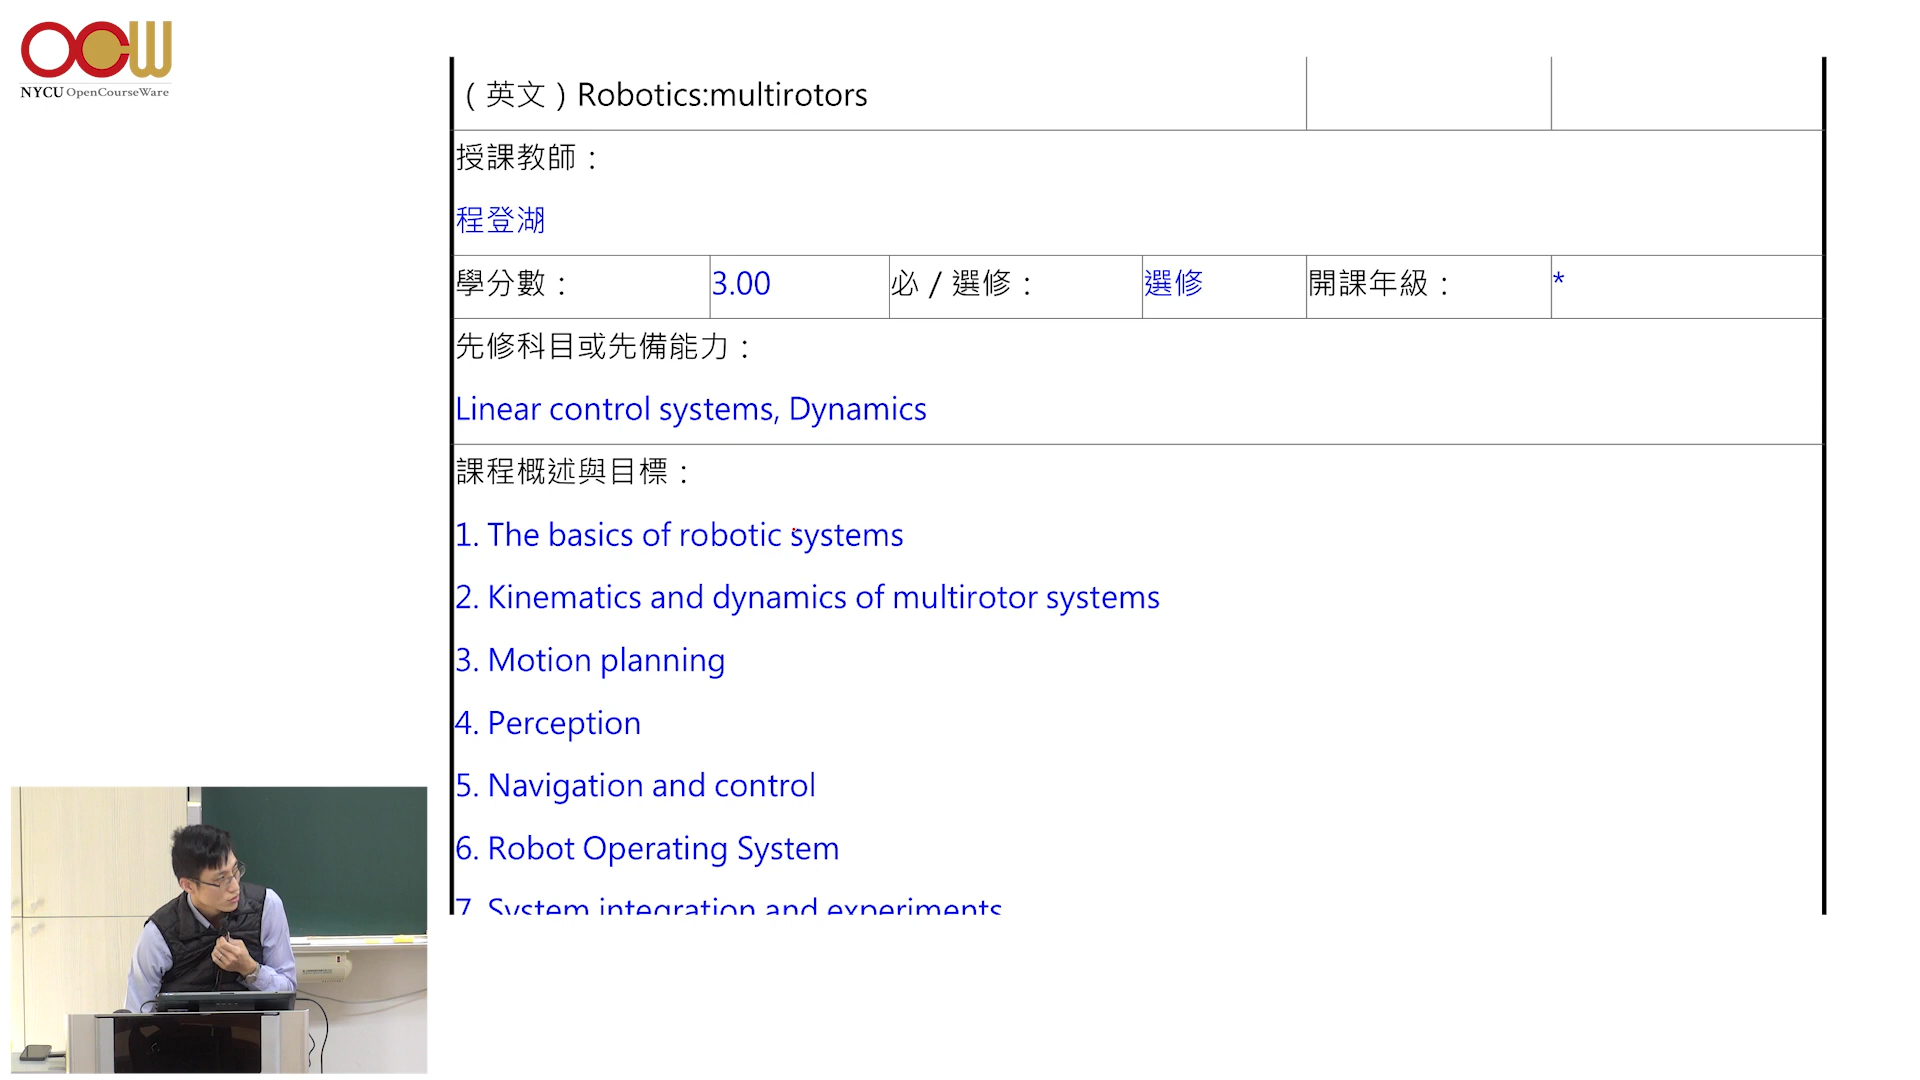 OCW
NYCU OpenCourseWare
（英文）Robotics:multirotors
授課教師：
程登湖
學分數： 3.00 必／選修： 選修 開課年級： *
先修科目或先備能力：
Linear control systems, Dynamics
課程概述與目標：
1. The basics of robotic systems
2. Kinematics and dynamics of multirotor systems
3. Motion planning
4. Perception
5. Navigation and control
6. Robot Operating System
7. System integration and experiments